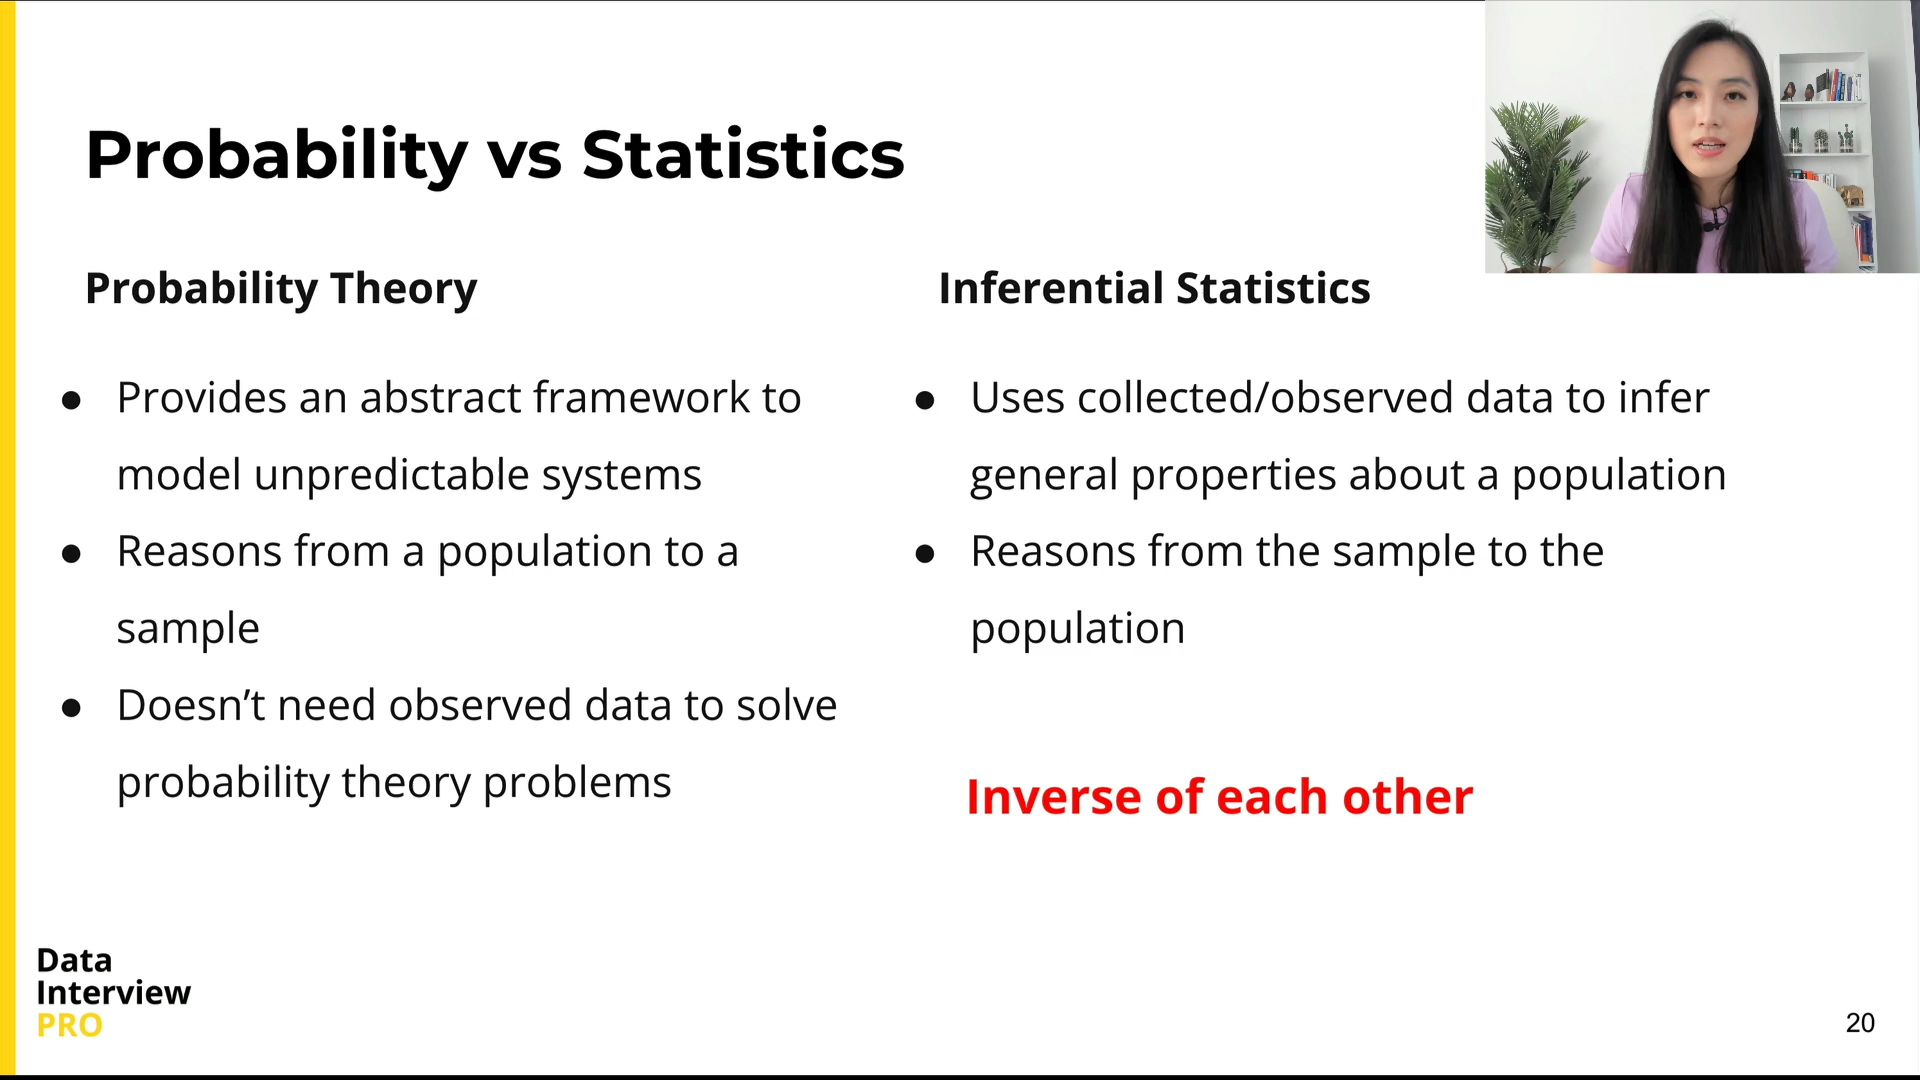 Probability vs Statistics
Probability Theory
● Provides an abstract framework to
model unpredictable systems
● Reasons from a population to a
sample
● Doesn’t need observed data to solve
probability theory problems
Inferential Statistics
● Uses collected/observed data to infer
general properties about a population
● Reasons from the sample to the
population
Inverse of each other
Data
Interview
PRO
20